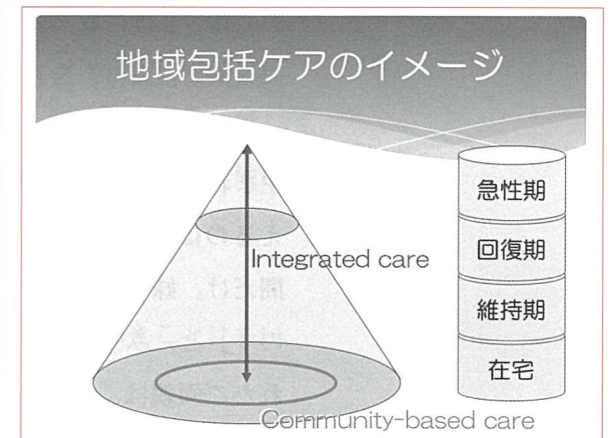 地域包括ケアのイメージ
急性期
回復期
Integrated care
維持期
在宅
Community-based care